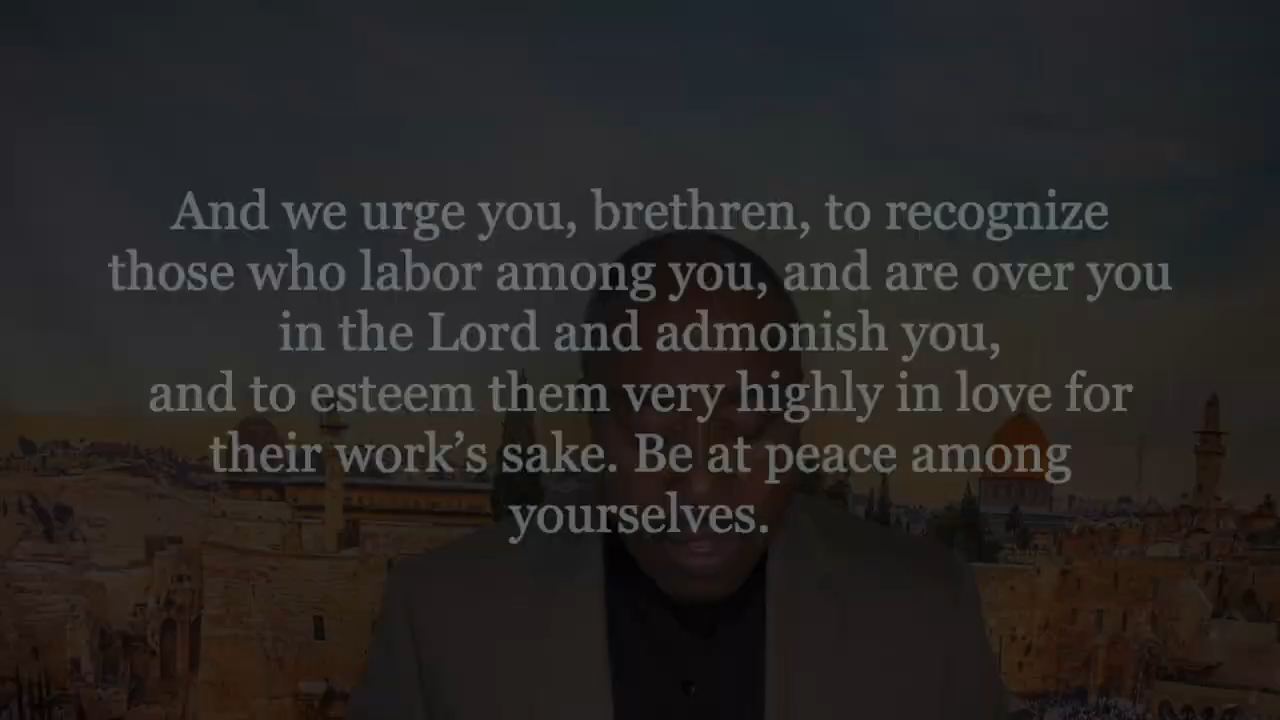 And we urge you, brethren, to recognize
those who labor among you, and are over you
in the Lord and admonish you,
and to esteem them very highly in love for
their work’s sake. Be at peace among
yourselves.